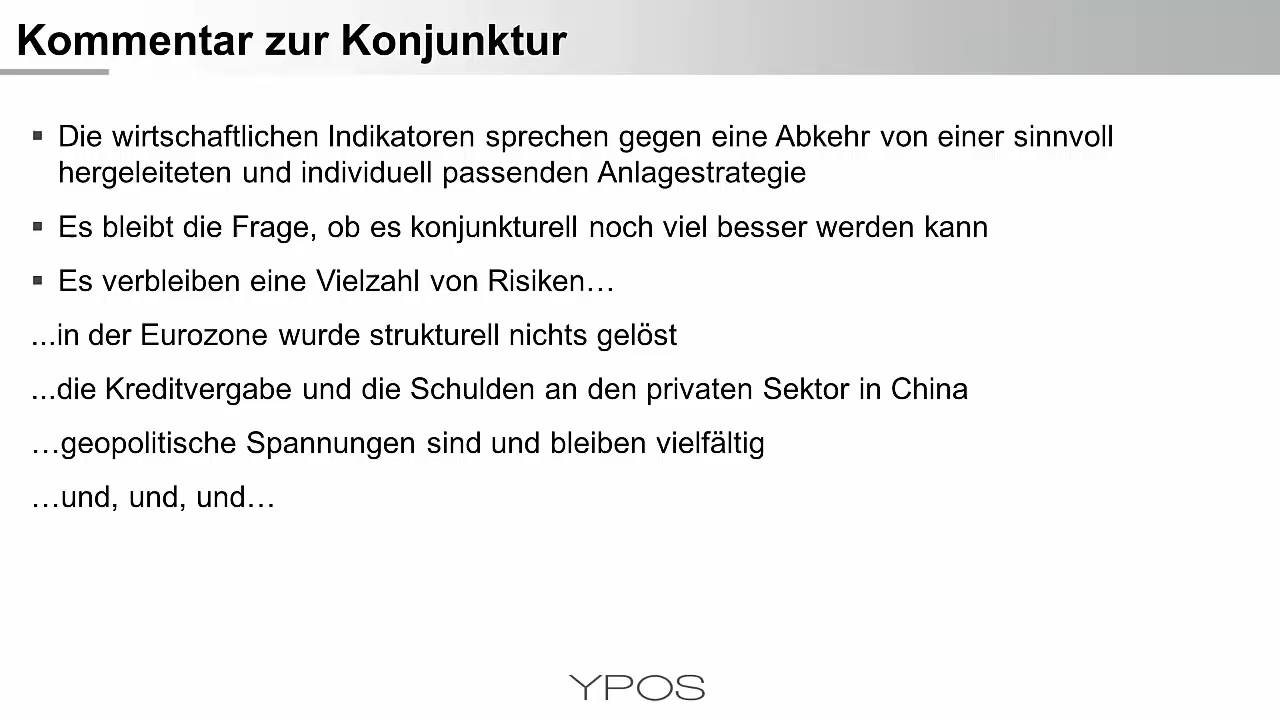 Kommentar zur Konjunktur
▪ Die wirtschaftlichen Indikatoren sprechen gegen eine Abkehr von einer sinnvoll
hergeleiteten und individuell passenden Anlagestrategie
▪ Es bleibt die Frage, ob es konjunkturell noch viel besser werden kann
▪ Es verbleiben eine Vielzahl von Risiken…
...in der Eurozone wurde strukturell nichts gelöst
...die Kreditvergabe und die Schulden an den privaten Sektor in China
…geopolitische Spannungen sind und bleiben vielfältig
…und, und, und…
YPOS